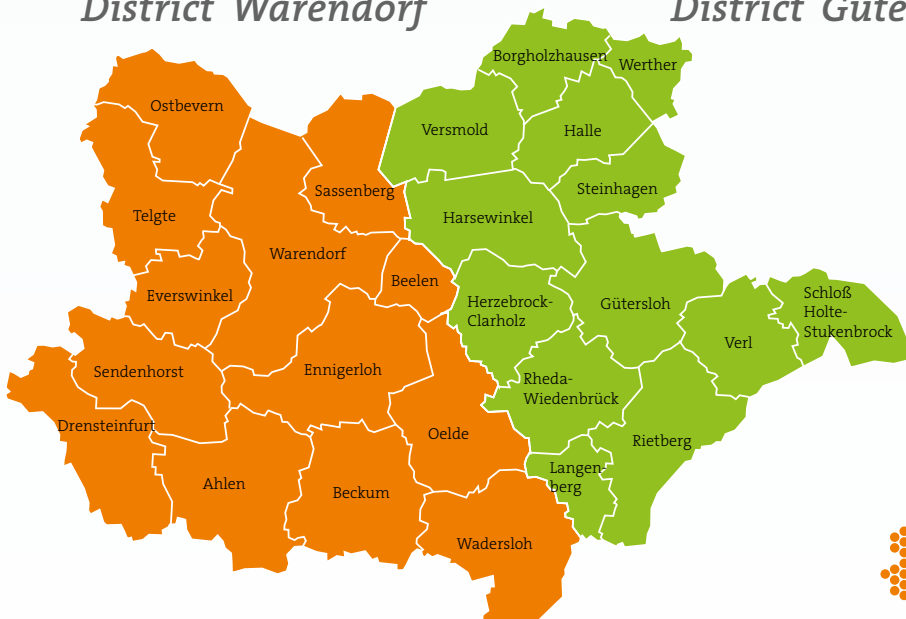 District Warendorf
District Güte
Borgholzhausen
Werther
Ostbevern
Versmold
Halle
Sassenberg
Steinhagen
Telgte
Harsewinkel
Warendorf
Beelen
Everswinkel
Herzebrock-
Clarholz
Gütersloh
Schloß
Holte-
Stukenbrock
Verl
Sendenhorst
Ennigerloh
Rheda-
Wiedenbrück
Drensteinfurt
Oelde
Rietberg
Langen-
berg
Ahlen
Beckum
Wadersloh